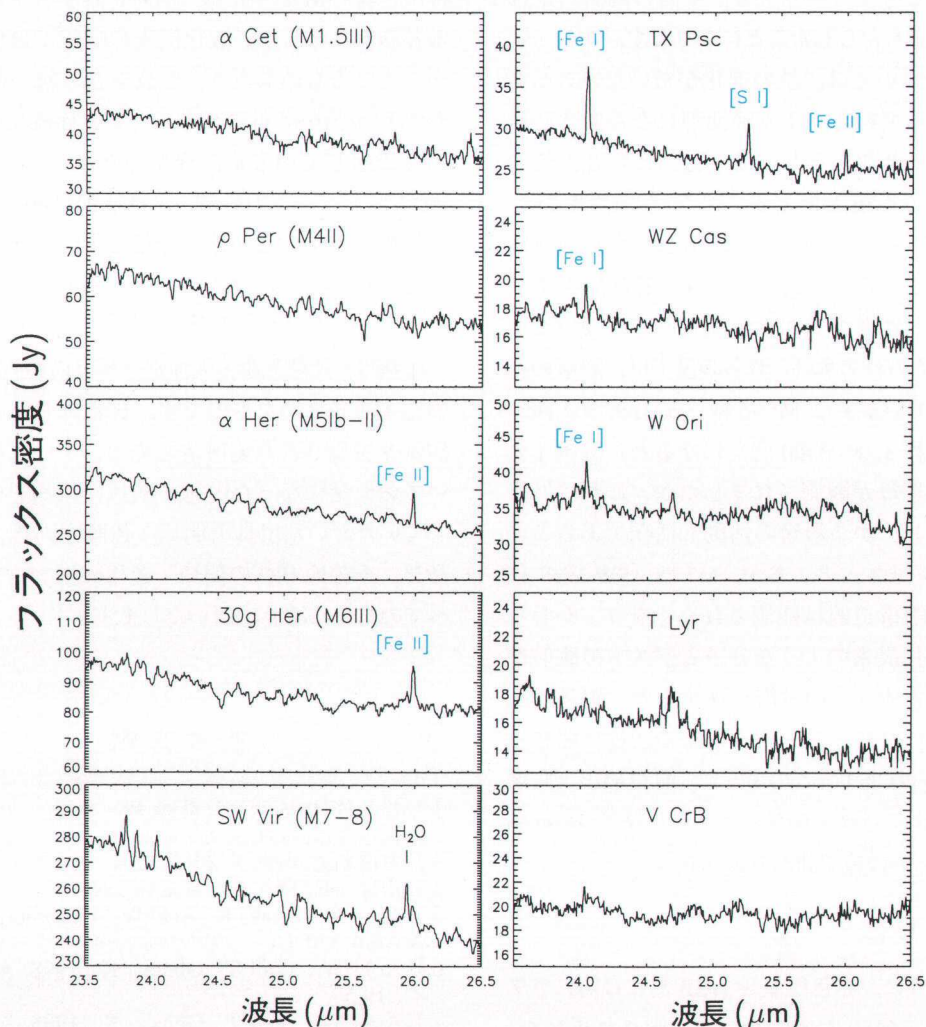 フラックス密度 (Jy)
α Cet (M1.5III)
60
55
50
45
40
35
30
ρ Per (M4II)
80
70
60
50
40
α Her (M5Ib-II)
[Fe II]
400
350
300
250
200
30g Her (M6III)
[Fe II]
120
110
100
90
80
70
60
SW Vir (M7-8)
H₂O
300
290
280
270
260
250
240
230
23.5 24.0 24.5 25.0 25.5 26.0 26.5
波長 (μm)
TX Psc
[Fe I]
[S I]
[Fe II]
40
35
30
25
WZ Cas
[Fe I]
24
22
20
18
16
14
W Ori
[Fe I]
50
45
40
35
30
25
T Lyr
24
22
20
18
16
14
V CrB
30
28
26
24
22
20
18
16
24.0 24.5 25.0 25.5 26.0 26.5
波長 (μm)